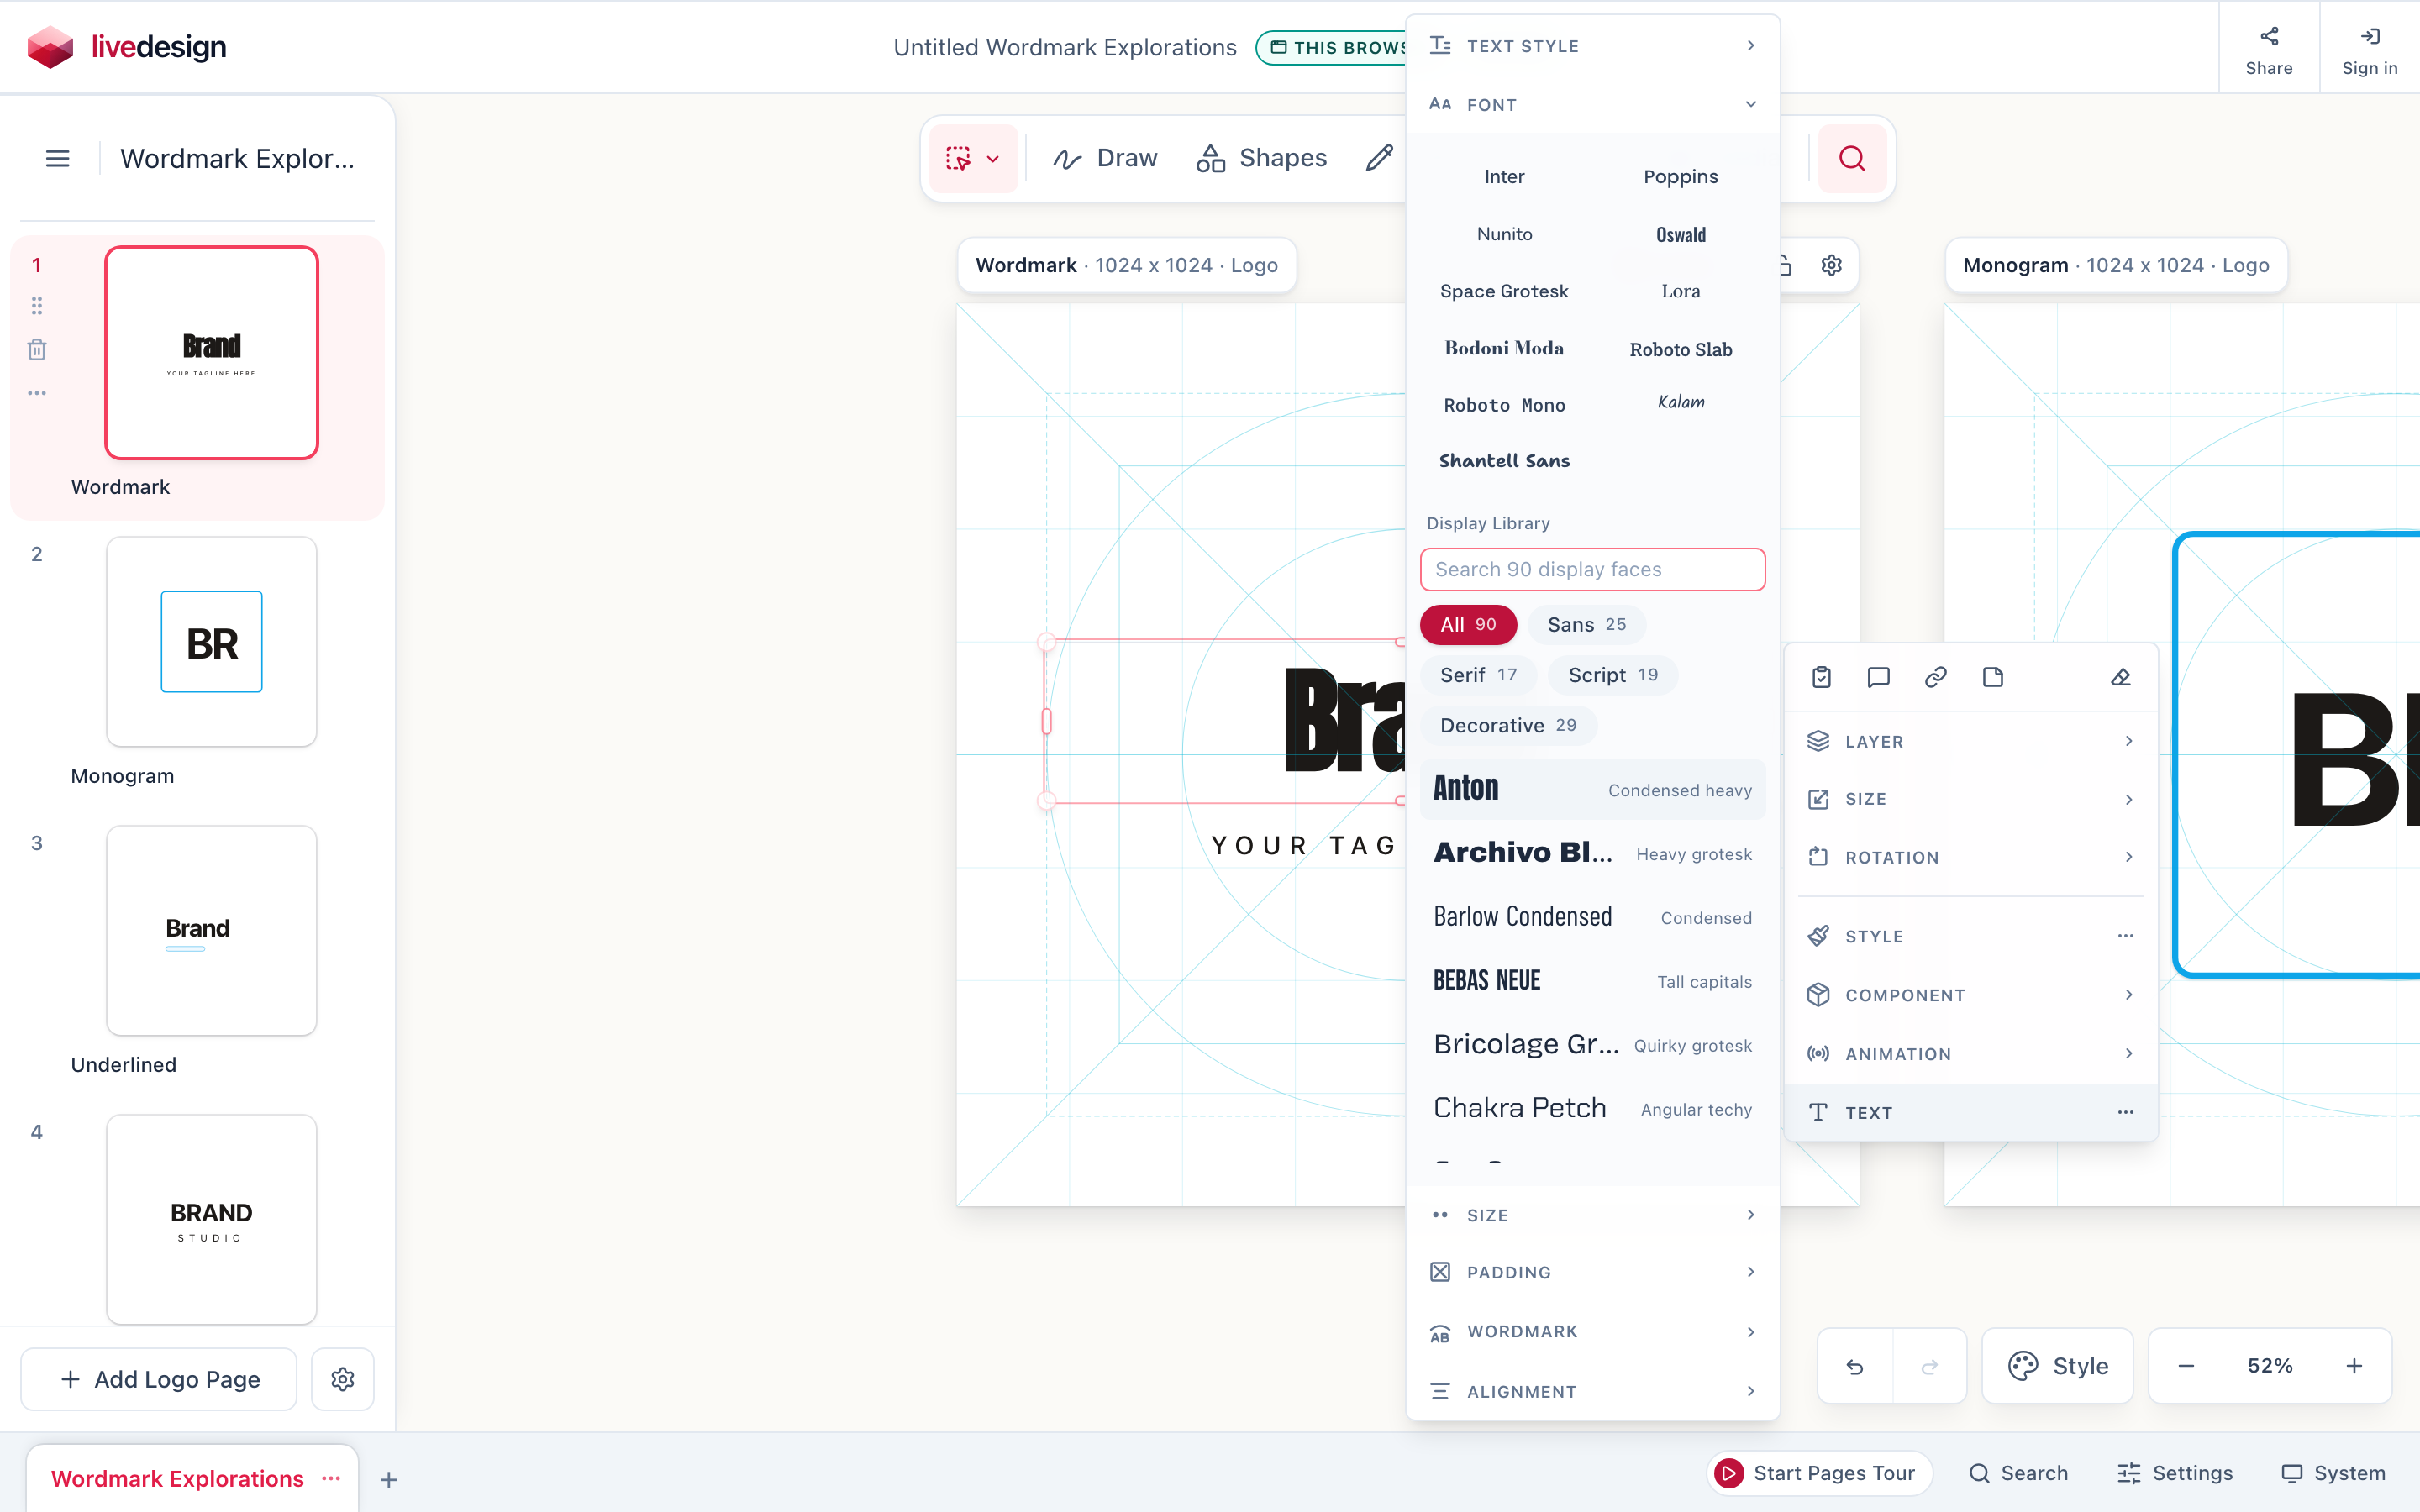 livedesign
Untitled Wordmark Explorations
THIS BROWS
Share
Sign in
Wordmark Explor...
1
Brand
YOUR TAGLINE HERE
Wordmark
2
BR
Monogram
3
Brand
Underlined
4
BRAND
STUDIO
Add Logo Page
Draw
Shapes
Wordmark · 1024 x 1024 · Logo
Bra
YOUR TAG
TEXT STYLE
FONT
Inter
Poppins
Nunito
Oswald
Space Grotesk
Lora
Bodoni Moda
Roboto Slab
Roboto Mono
Kalam
Shantell Sans
Display Library
Search 90 display faces
All 90
Sans 25
Serif 17
Script 19
Decorative 29
Anton Condensed heavy
Archivo Bl... Heavy grotesk
Barlow Condensed Condensed
BEBAS NEUE Tall capitals
Bricolage Gr... Quirky grotesk
Chakra Petch Angular techy
SIZE
PADDING
WORDMARK
ALIGNMENT
Monogram · 1024 x 1024 · Logo
LAYER
SIZE
ROTATION
STYLE
COMPONENT
ANIMATION
TEXT
Style
52%
Wordmark Explorations
Start Pages Tour
Search
Settings
System